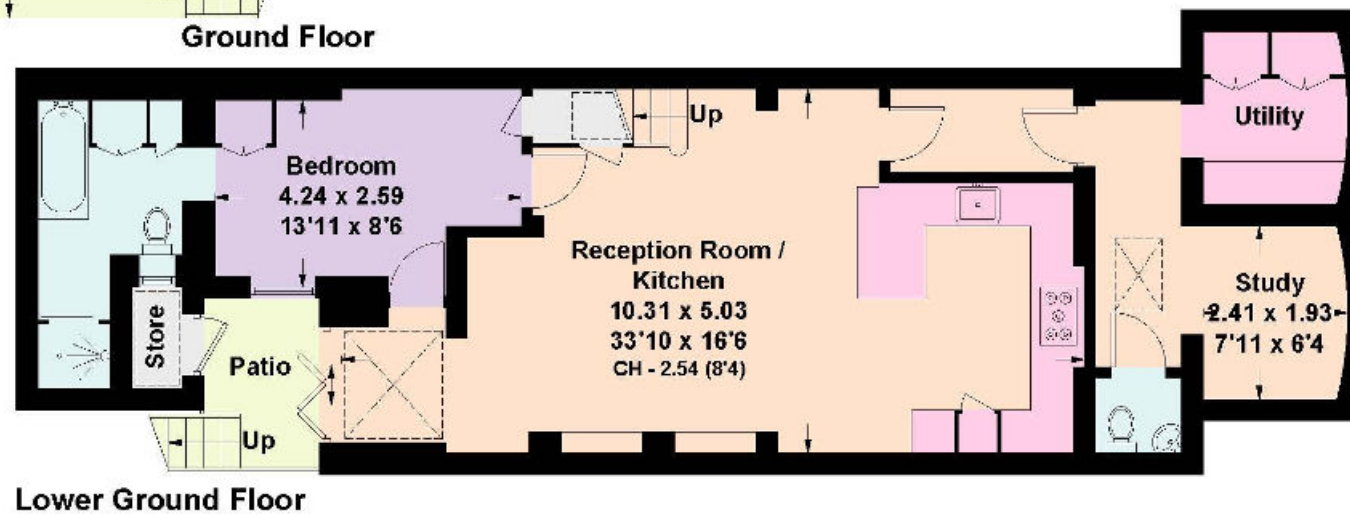 Ground Floor
Up
Utility
Bedroom
4.24 x 2.59
13'11 x 8'6
Reception Room /
Kitchen
10.31 x 5.03
33'10 x 16'6
CH - 2.54 (8'4)
Study
2.41 x 1.93
7'11 x 6'4
Store
Patio
Up
Lower Ground Floor